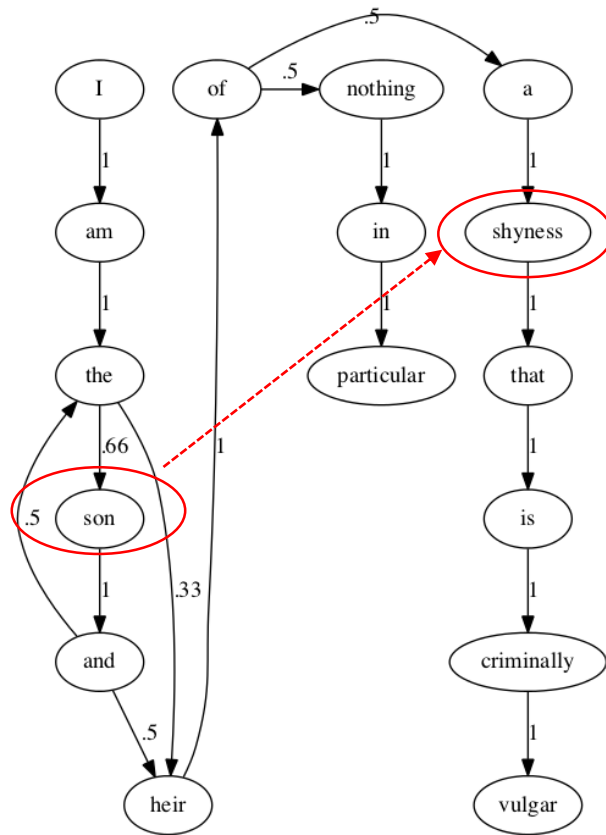 .5
I
of
.5
nothing
a
1
1
1
am
in
shyness
1
1
1
the
particular
that
.66
1
1
.5
son
is
1
.33
1
and
criminally
.5
1
heir
vulgar